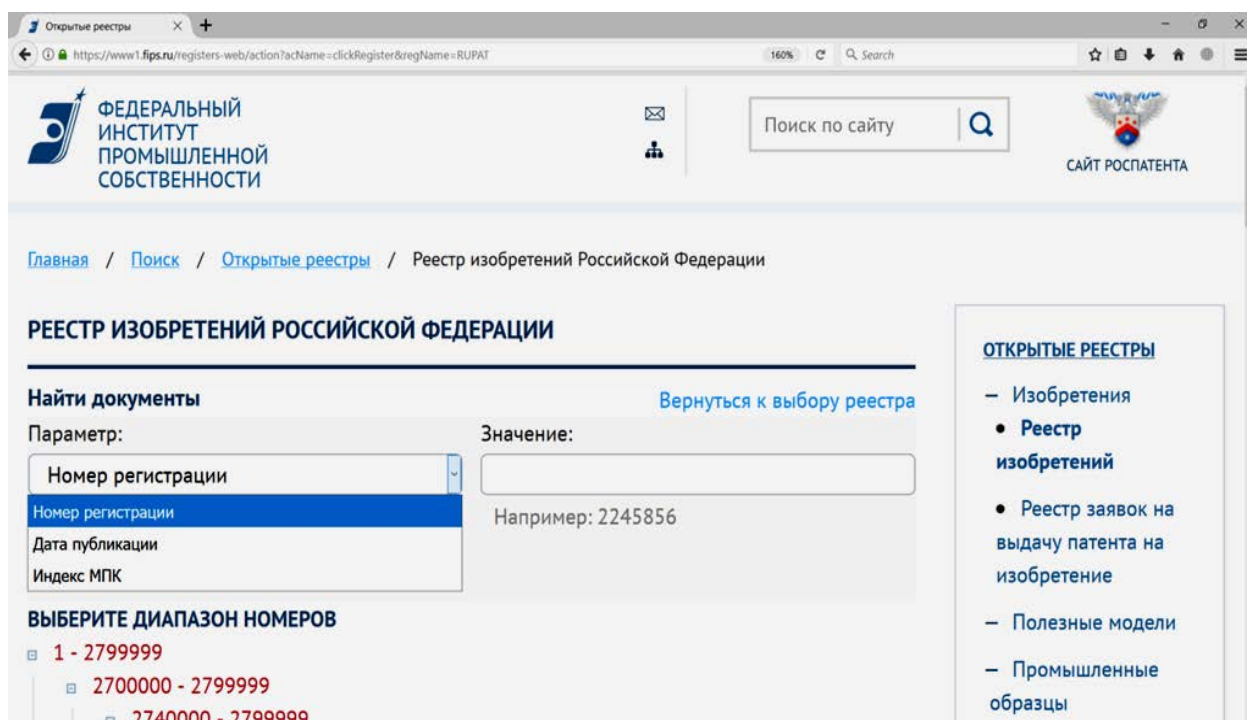 Открытые реестры
https://www1.fips.ru/registers-web/action?acName=clickRegister&regName=RUPAT
160%
Search
ФЕДЕРАЛЬНЫЙ
ИНСТИТУТ
ПРОМЫШЛЕННОЙ
СОБСТВЕННОСТИ
Поиск по сайту
САЙТ РОСПАТЕНТА
Главная / Поиск / Открытые реестры / Реестр изобретений Российской Федерации
РЕЕСТР ИЗОБРЕТЕНИЙ РОССИЙСКОЙ ФЕДЕРАЦИИ
Найти документы
Вернуться к выбору реестра
Параметр:
Значение:
Номер регистрации
Номер регистрации
Например: 2245856
Дата публикации
Индекс МПК
ВЫБЕРИТЕ ДИАПАЗОН НОМЕРОВ
1 - 2799999
2700000 - 2799999
2740000 - 2799999
ОТКРЫТЫЕ РЕЕСТРЫ
– Изобретения
• Реестр
изобретений
• Реестр заявок на
выдачу патента на
изобретение
– Полезные модели
– Промышленные
образцы